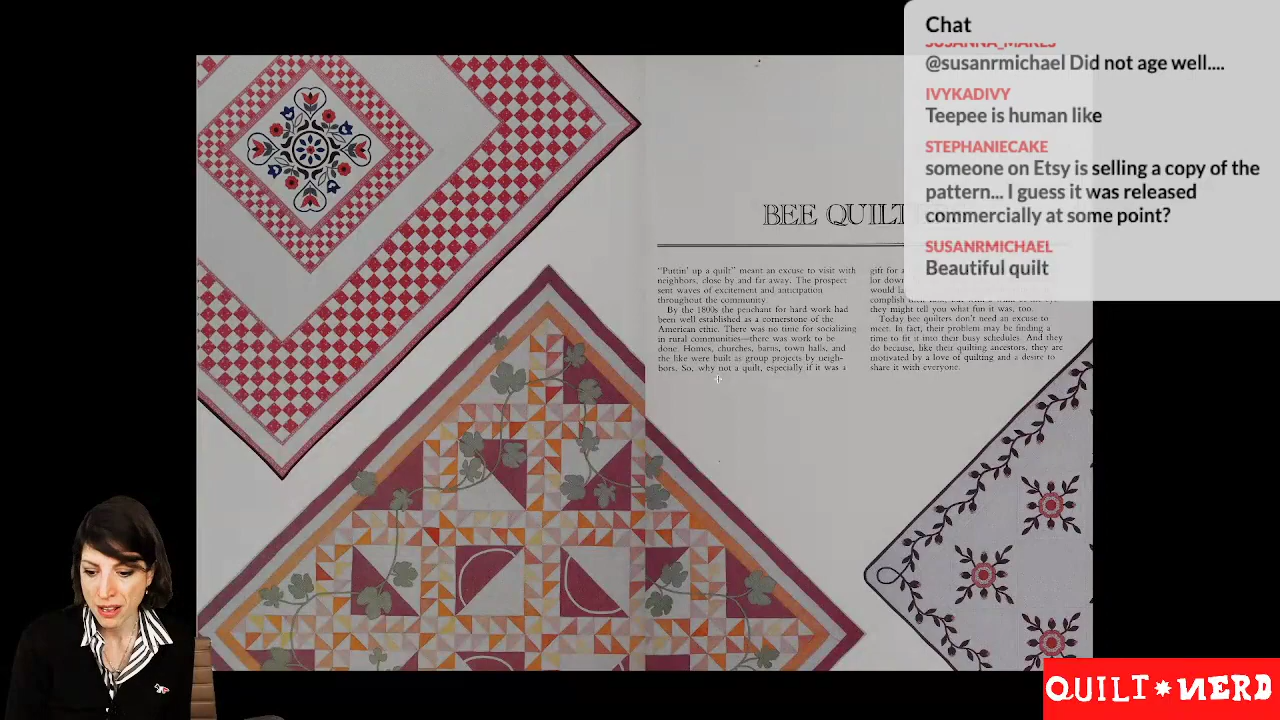 Chat
SUSANNA_MAKES
@susanrmichael Did not age well....
IVYKADIVY
Teepee is human like
STEPHANIECAKE
someone on Etsy is selling a copy of the
pattern... I guess it was released
commercially at some point?
SUSANRMICHAEL
Beautiful quilt
BEE QUILT
"Puttin' up a quilt" meant an excuse to visit with
neighbors, close by and far away. The prospect
sent waves of excitement and anticipation
throughout the community.
By the 1800s the penchant for hard work had
been well established as a cornerstone of the
American ethic. There was no time for socializing
in rural communities—there was work to be
done. Homes, churches, barns, town halls, and
the like were built as group projects by neigh-
bors. So, why not a quilt, especially if it was a
gift for a
lor down
would la
complish their
they might tell you what fun it was, too.
Today bee quilters don't need an excuse to
meet. In fact, their problem may be finding a
time to fit it into their busy schedules. And they
do because, like their quilting ancestors, they are
motivated by a love of quilting and a desire to
share it with everyone.
QUILT✷NERD